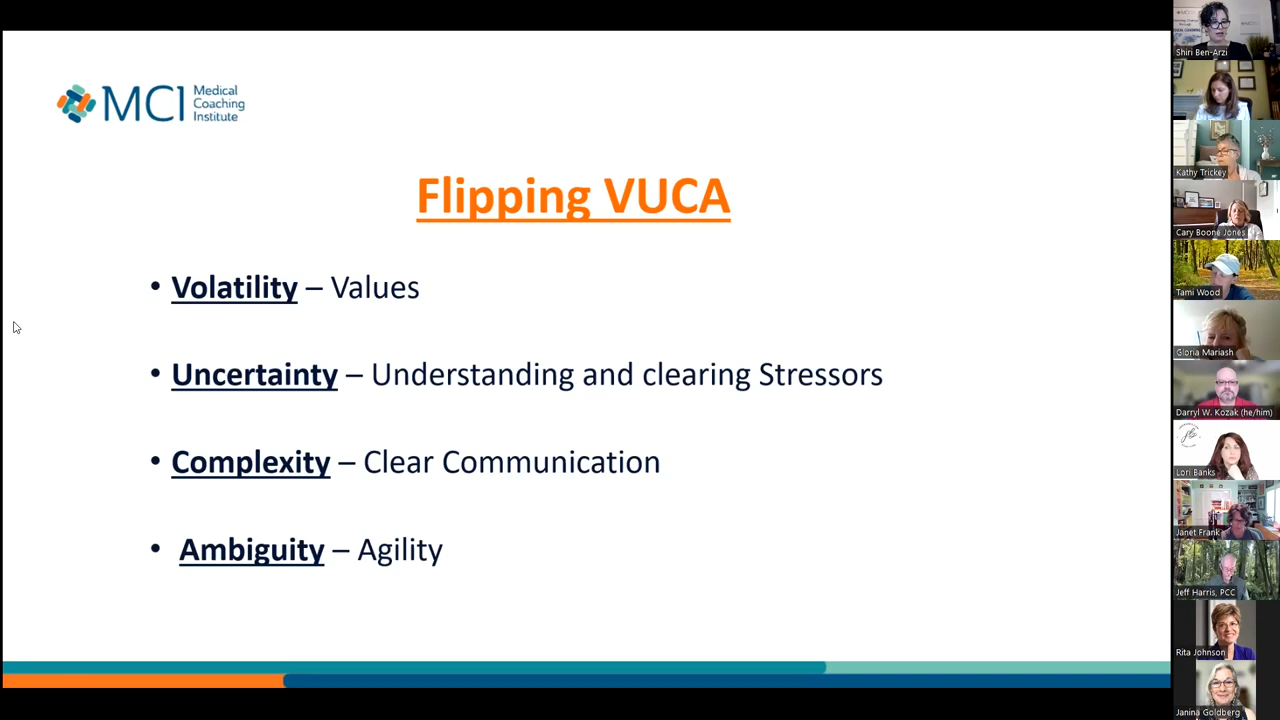 MCI Medical
Coaching
Institute
Flipping VUCA
• Volatility – Values
• Uncertainty – Understanding and clearing Stressors
• Complexity – Clear Communication
• Ambiguity – Agility
Shiri Ben-Arzi
Kathy Trickey
Cary Boone Jones
Tami Wood
Gloria Mariash
Darryl W. Kozak (he/him)
Lori Banks
Janet Frank
Jeff Harris, PCC
Rita Johnson
Janina Goldberg